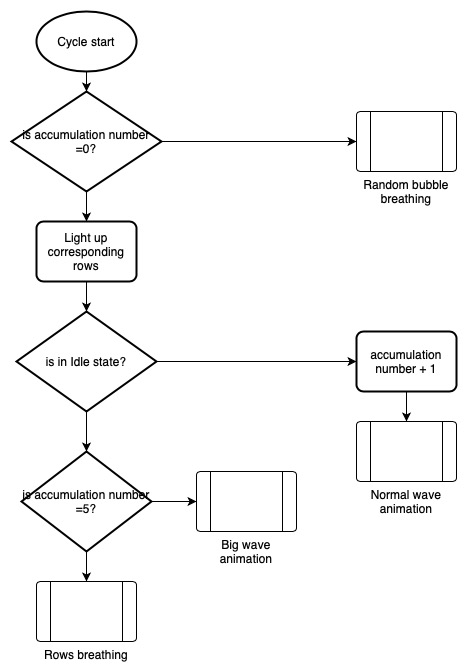 Cycle start
is accumulation number
=0?
Random bubble
breathing
Light up
corresponding
rows
is in Idle state?
accumulation
number + 1
Normal wave
animation
is accumulation number
=5?
Big wave
animation
Rows breathing